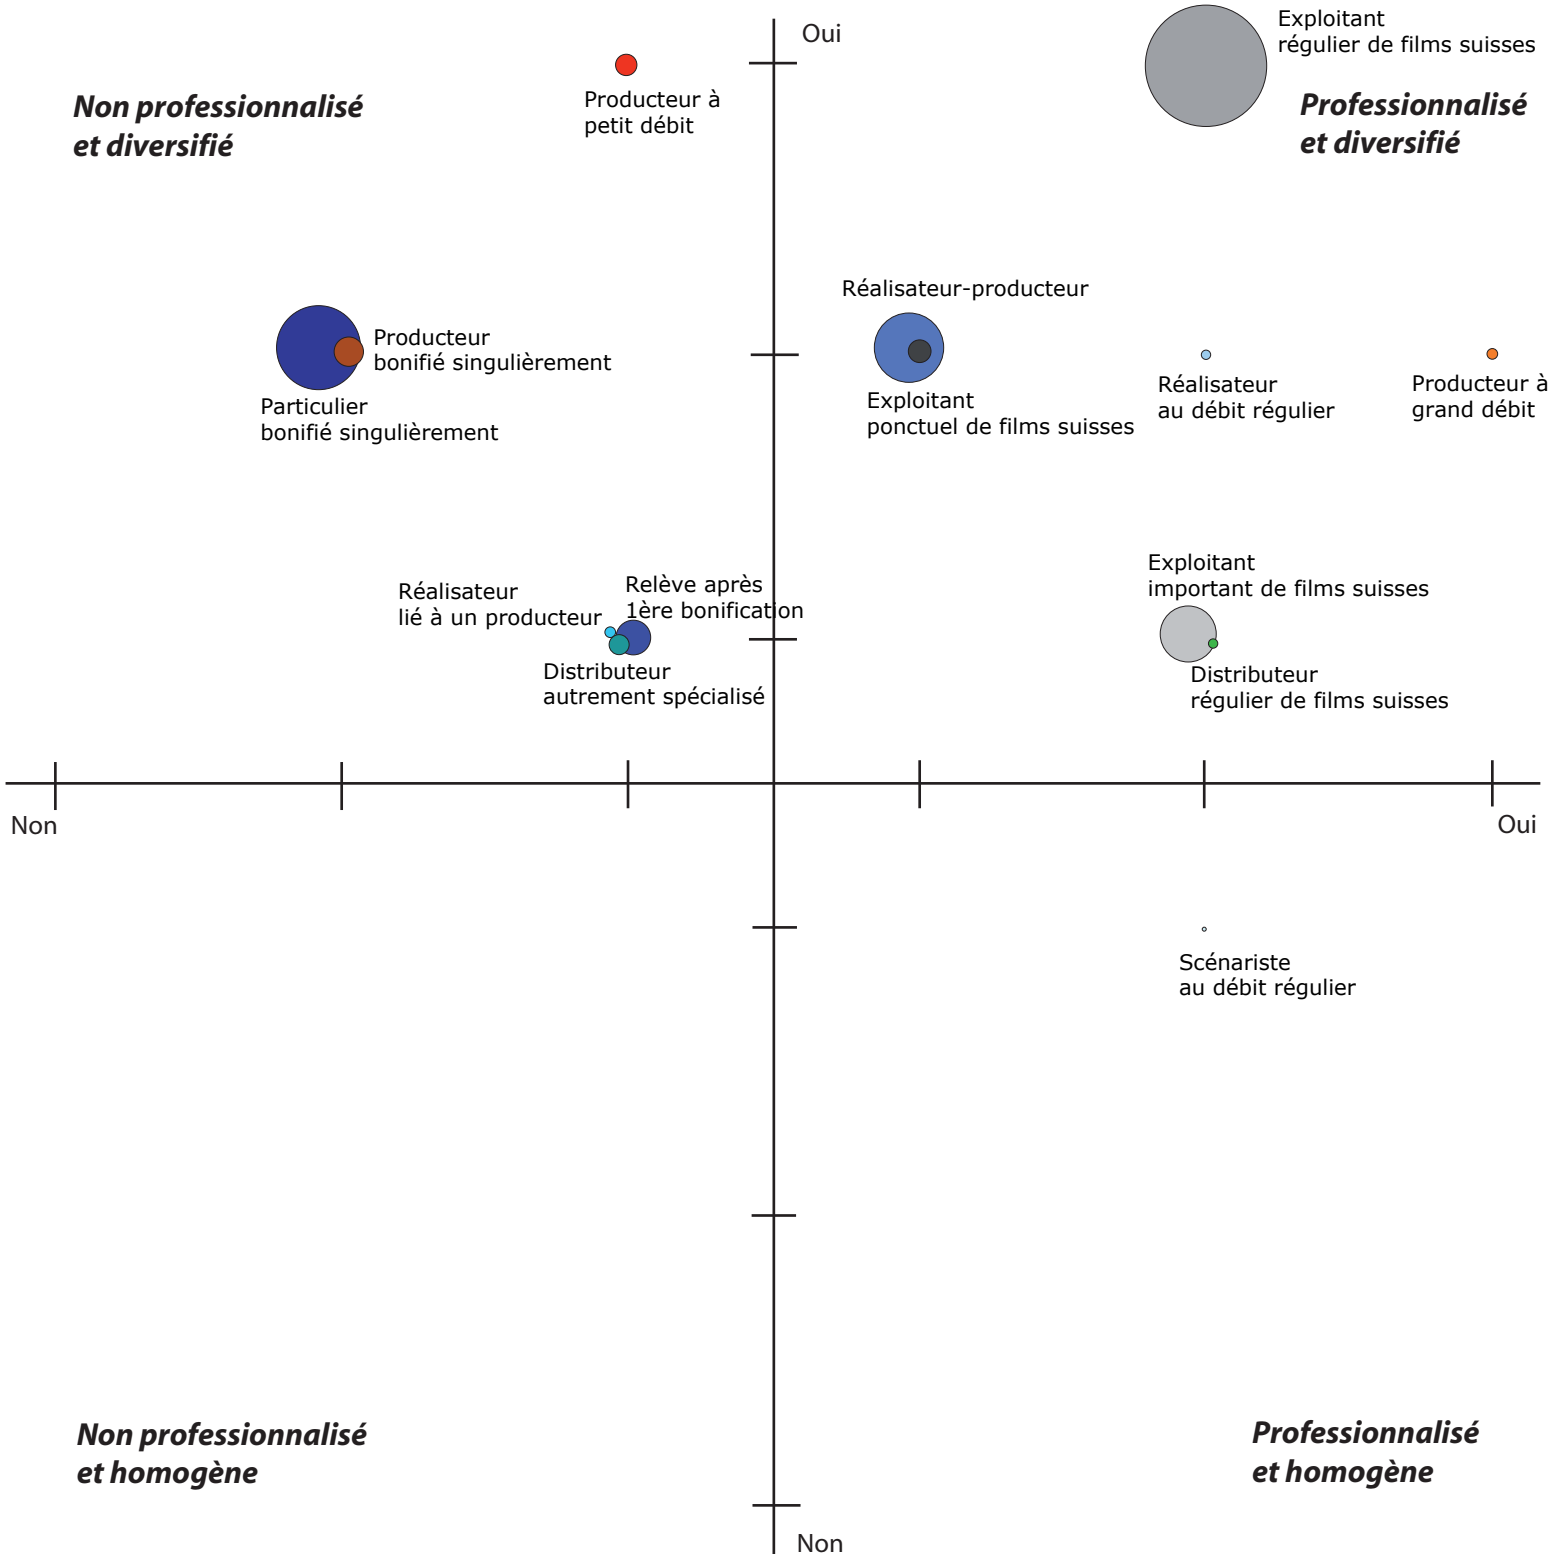 Exploitant
régulier de films suisses
Oui
Non professionnalisé
et diversifié
Producteur à
petit débit
Professionnalisé
et diversifié
Réalisateur-producteur
Producteur
bonifié singulièrement
Particulier
bonifié singulièrement
Exploitant
ponctuel de films suisses
Réalisateur
au débit régulier
Producteur à
grand débit
Réalisateur
lié à un producteur
Relève après
1ère bonification
Distributeur
autrement spécialisé
Exploitant
important de films suisses
Distributeur
régulier de films suisses
Non
Oui
Scénariste
au débit régulier
Non professionnalisé
et homogène
Professionnalisé
et homogène
Non